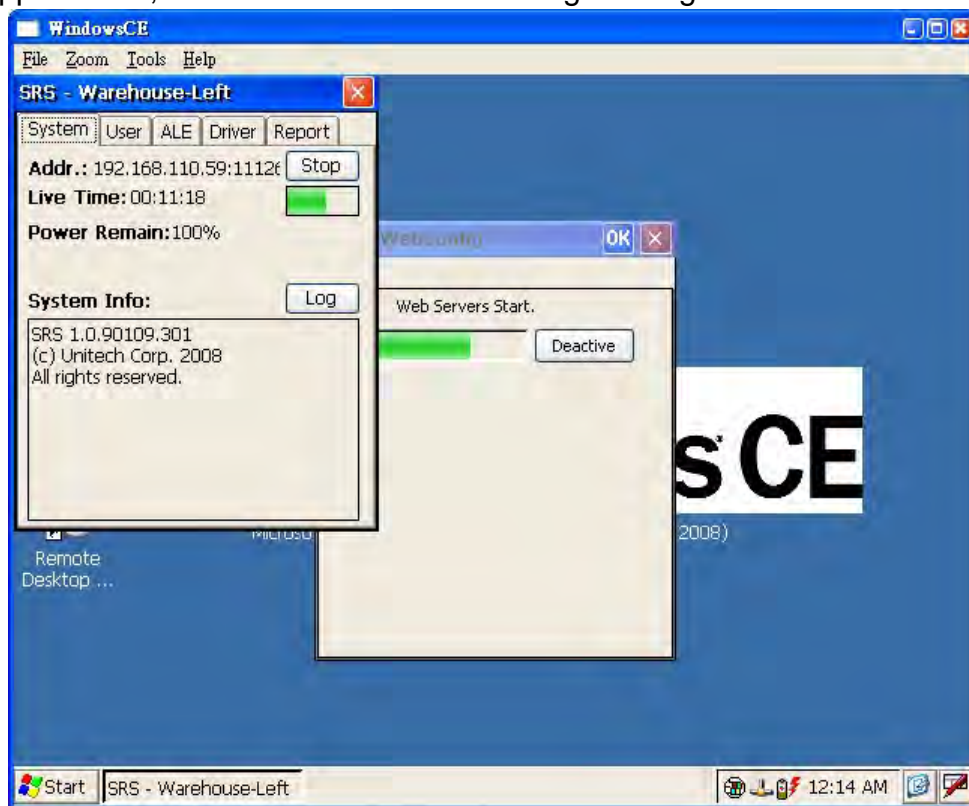 WindowsCE
File Zoom Tools Help
SRS - Warehouse-Left
System User ALE Driver Report
Addr.: 192.168.110.59:11126 Stop
Live Time: 00:11:18
Power Remain: 100%
System Info: Log
SRS 1.0.90109.301
(c) Unitech Corp. 2008
All rights reserved.
WebConfig OK
Web Servers Start.
Deactive
s CE
Microso
2008)
Remote
Desktop ...
Start SRS - Warehouse-Left 12:14 AM